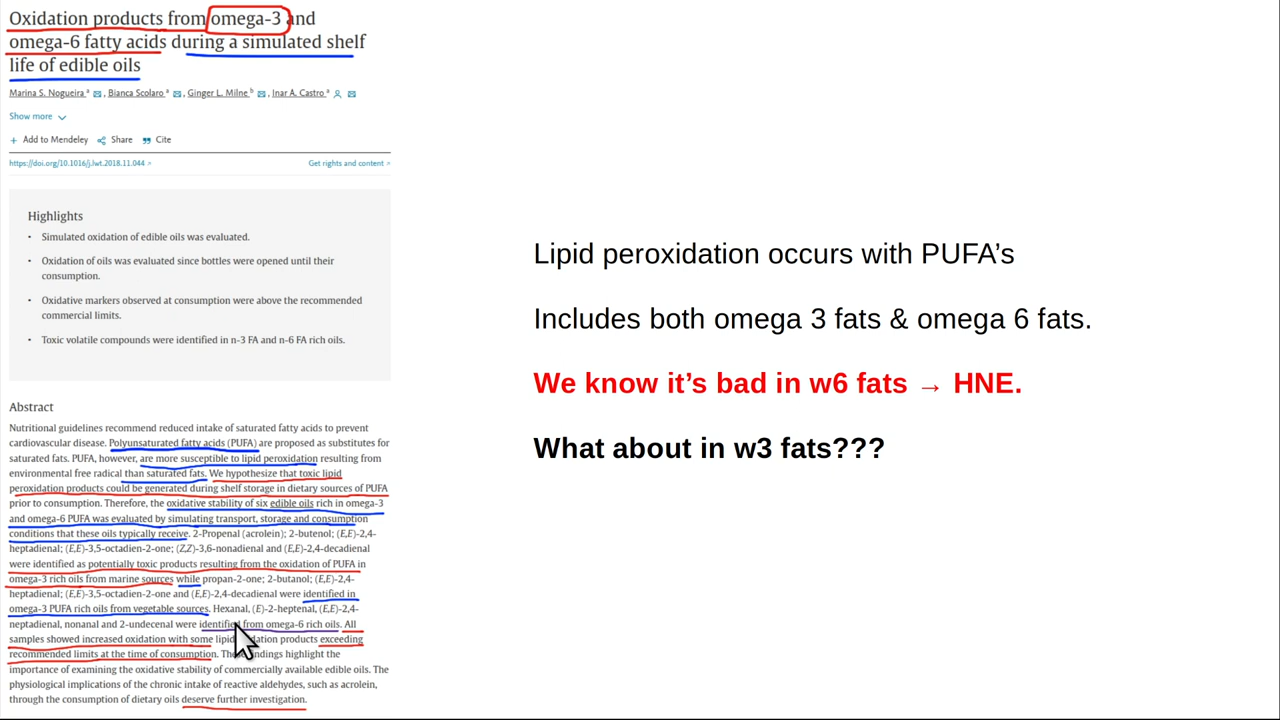 Oxidation products from omega-3 and
omega-6 fatty acids during a simulated shelf
life of edible oils
Marina S. Nogueira a , Bianca Scolaro a , Ginger L. Milne b , Inar A. Castro a
Show more
+ Add to Mendeley Share Cite
https://doi.org/10.1016/j.lwt.2018.11.044 > Get rights and content >
Highlights
• Simulated oxidation of edible oils was evaluated.
• Oxidation of oils was evaluated since bottles were opened until their
consumption.
• Oxidative markers observed at consumption were above the recommended
commercial limits.
• Toxic volatile compounds were identified in n-3 FA and n-6 FA rich oils.
Abstract
Nutritional guidelines recommend reduced intake of saturated fatty acids to prevent
cardiovascular disease. Polyunsaturated fatty acids (PUFA) are proposed as substitutes for
saturated fats. PUFA, however, are more susceptible to lipid peroxidation resulting from
environmental free radical than saturated fats. We hypothesize that toxic lipid
peroxidation products could be generated during shelf storage in dietary sources of PUFA
prior to consumption. Therefore, the oxidative stability of six edible oils rich in omega-3
and omega-6 PUFA was evaluated by simulating transport, storage and consumption
conditions that these oils typically receive. 2-Propenal (acrolein); 2-butenol; (E,E)-2,4-
heptadienal; (E,E)-3,5-octadien-2-one; (Z,Z)-3,6-nonadienal and (E,E)-2,4-decadienal
were identified as potentially toxic products resulting from the oxidation of PUFA in
omega-3 rich oils from marine sources while propan-2-one; 2-butanol; (E,E)-2,4-
heptadienal; (E,E)-3,5-octadien-2-one and (E,E)-2,4-decadienal were identified in
omega-3 PUFA rich oils from vegetable sources. Hexanal, (E)-2-heptenal, (E,E)-2,4-
neptadienal, nonanal and 2-undecenal were identified from omega-6 rich oils. All
samples showed increased oxidation with some lipid products exceeding
recommended limits at the time of consumption. findings highlight the
importance of examining the oxidative stability of commercially available edible oils. The
physiological implications of the chronic intake of reactive aldehydes, such as acrolein,
through the consumption of dietary oils deserve further investigation.
Lipid peroxidation occurs with PUFA’s
Includes both omega 3 fats & omega 6 fats.
We know it’s bad in w6 fats → HNE.
What about in w3 fats???